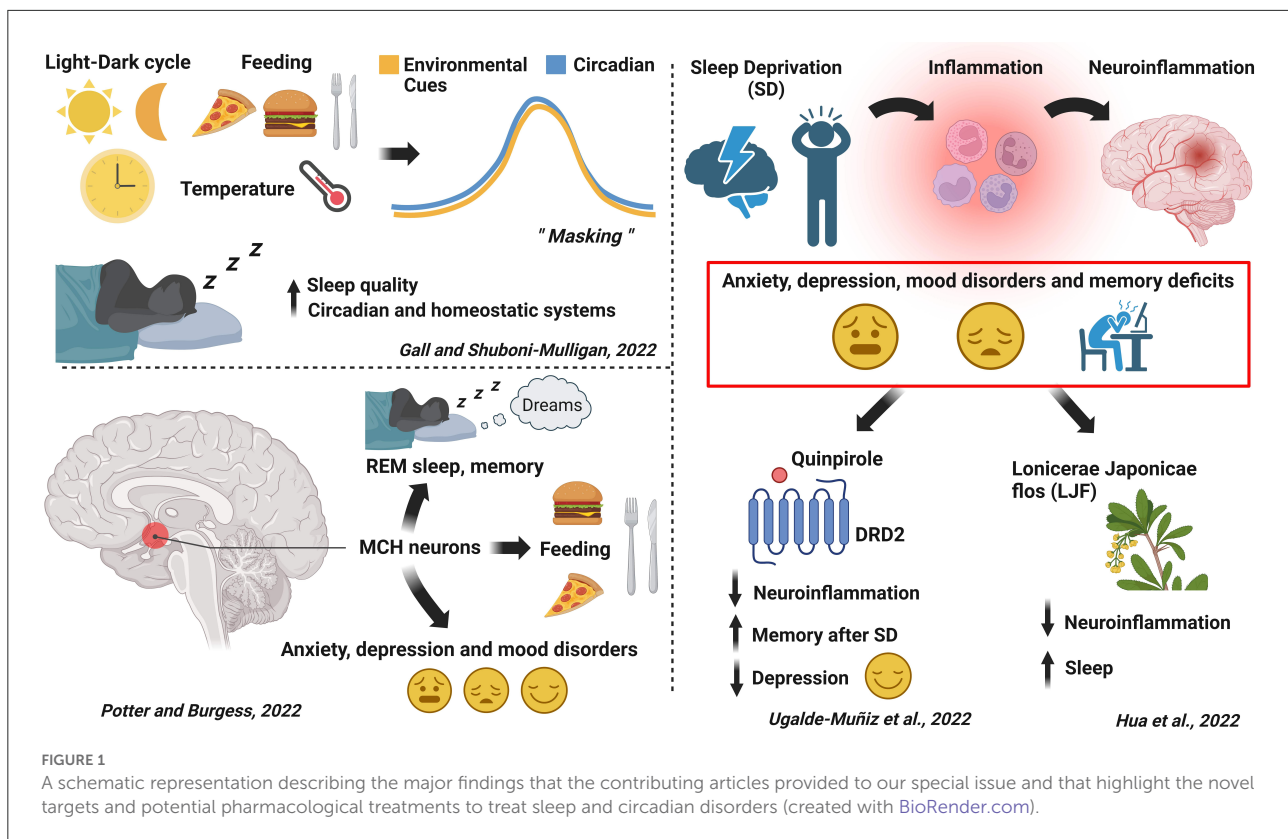 Light-Dark cycle
Feeding
Environmental
Cues
Circadian
Temperature
" Masking "
z z z
Sleep quality
Circadian and homeostatic systems
Gall and Shuboni-Mulligan, 2022
z z z
Dreams
REM sleep, memory
MCH neurons
Feeding
Anxiety, depression and mood disorders
Potter and Burgess, 2022
Sleep Deprivation
(SD)
Inflammation
Neuroinflammation
Anxiety, depression, mood disorders and memory deficits
Quinpirole
DRD2
Neuroinflammation
Memory after SD
Depression
Ugalde-Muñiz et al., 2022
Lonicerae Japonicae
flos (LJF)
Neuroinflammation
Sleep
Hua et al., 2022
FIGURE 1
A schematic representation describing the major findings that the contributing articles provided to our special issue and that highlight the novel
targets and potential pharmacological treatments to treat sleep and circadian disorders (created with BioRender.com).